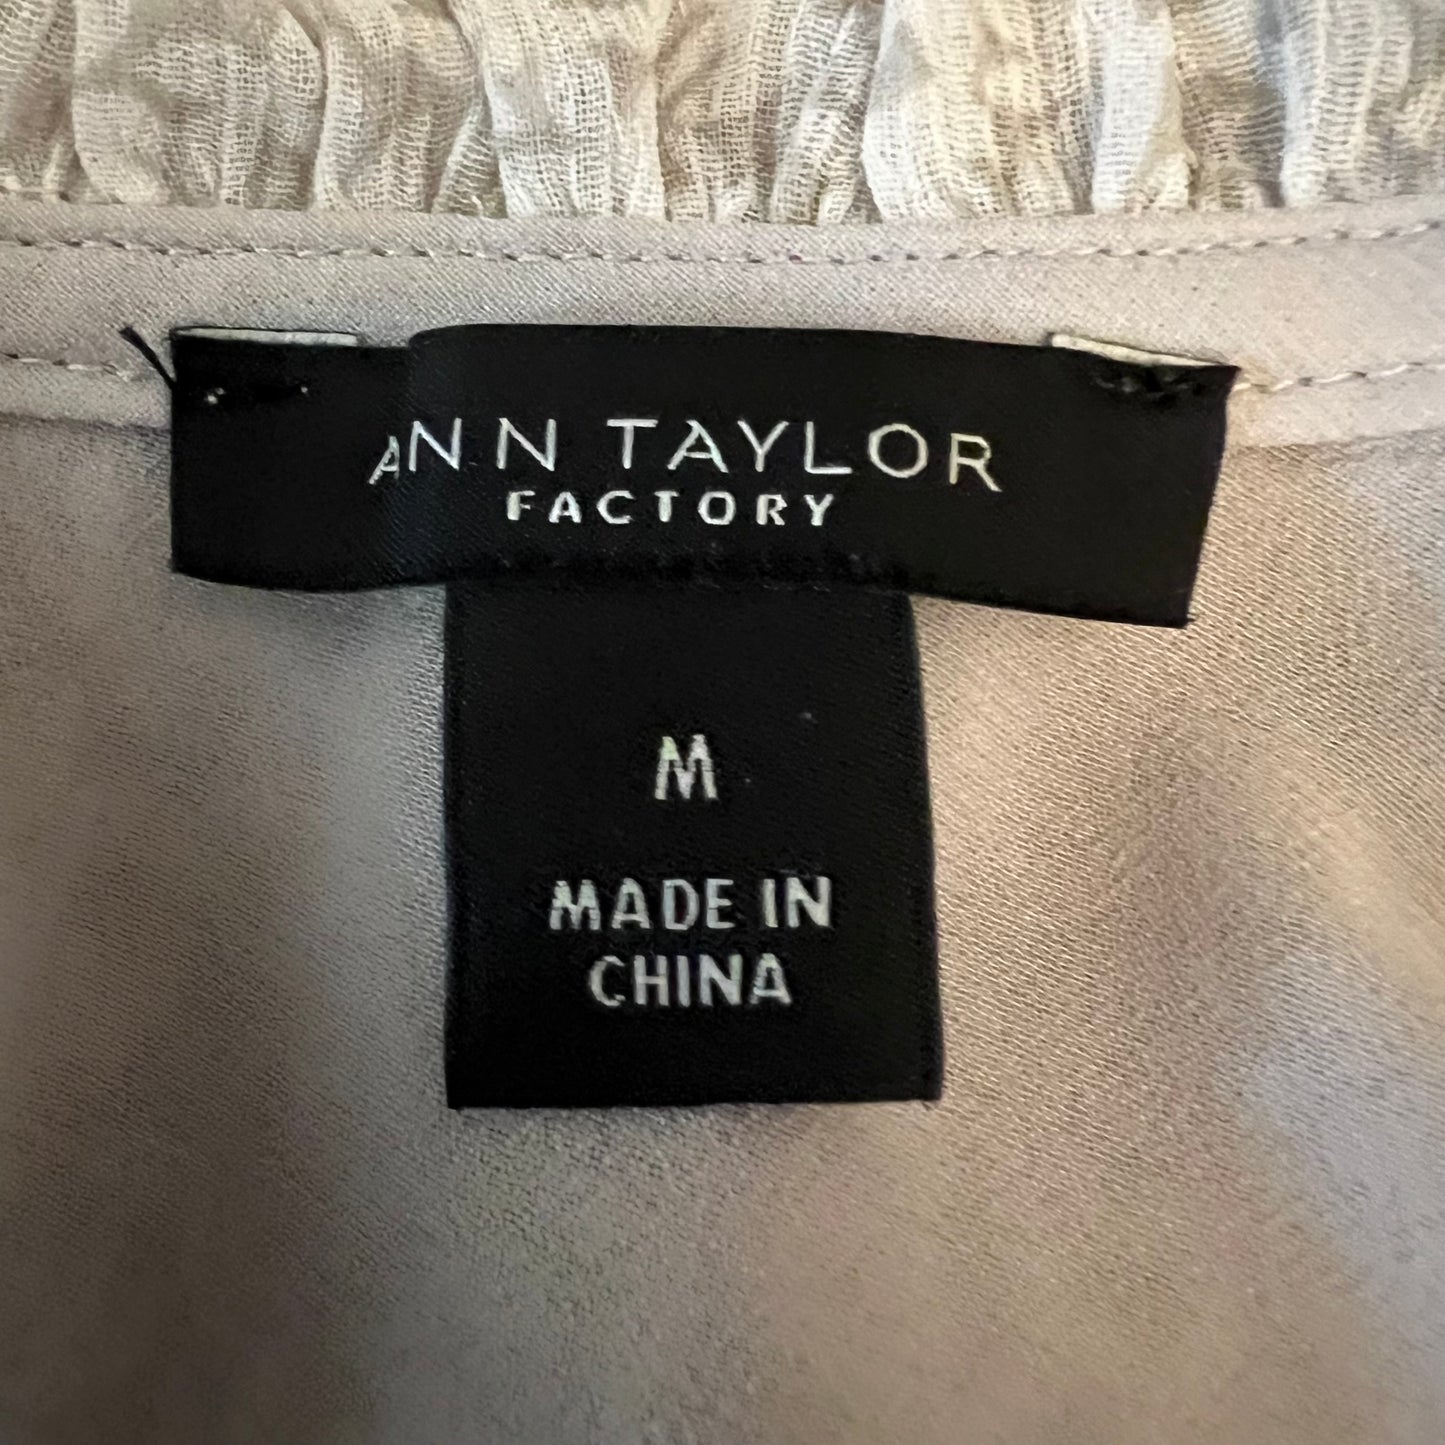 ANN TAYLOR
FACTORY
M
MADE IN
CHINA